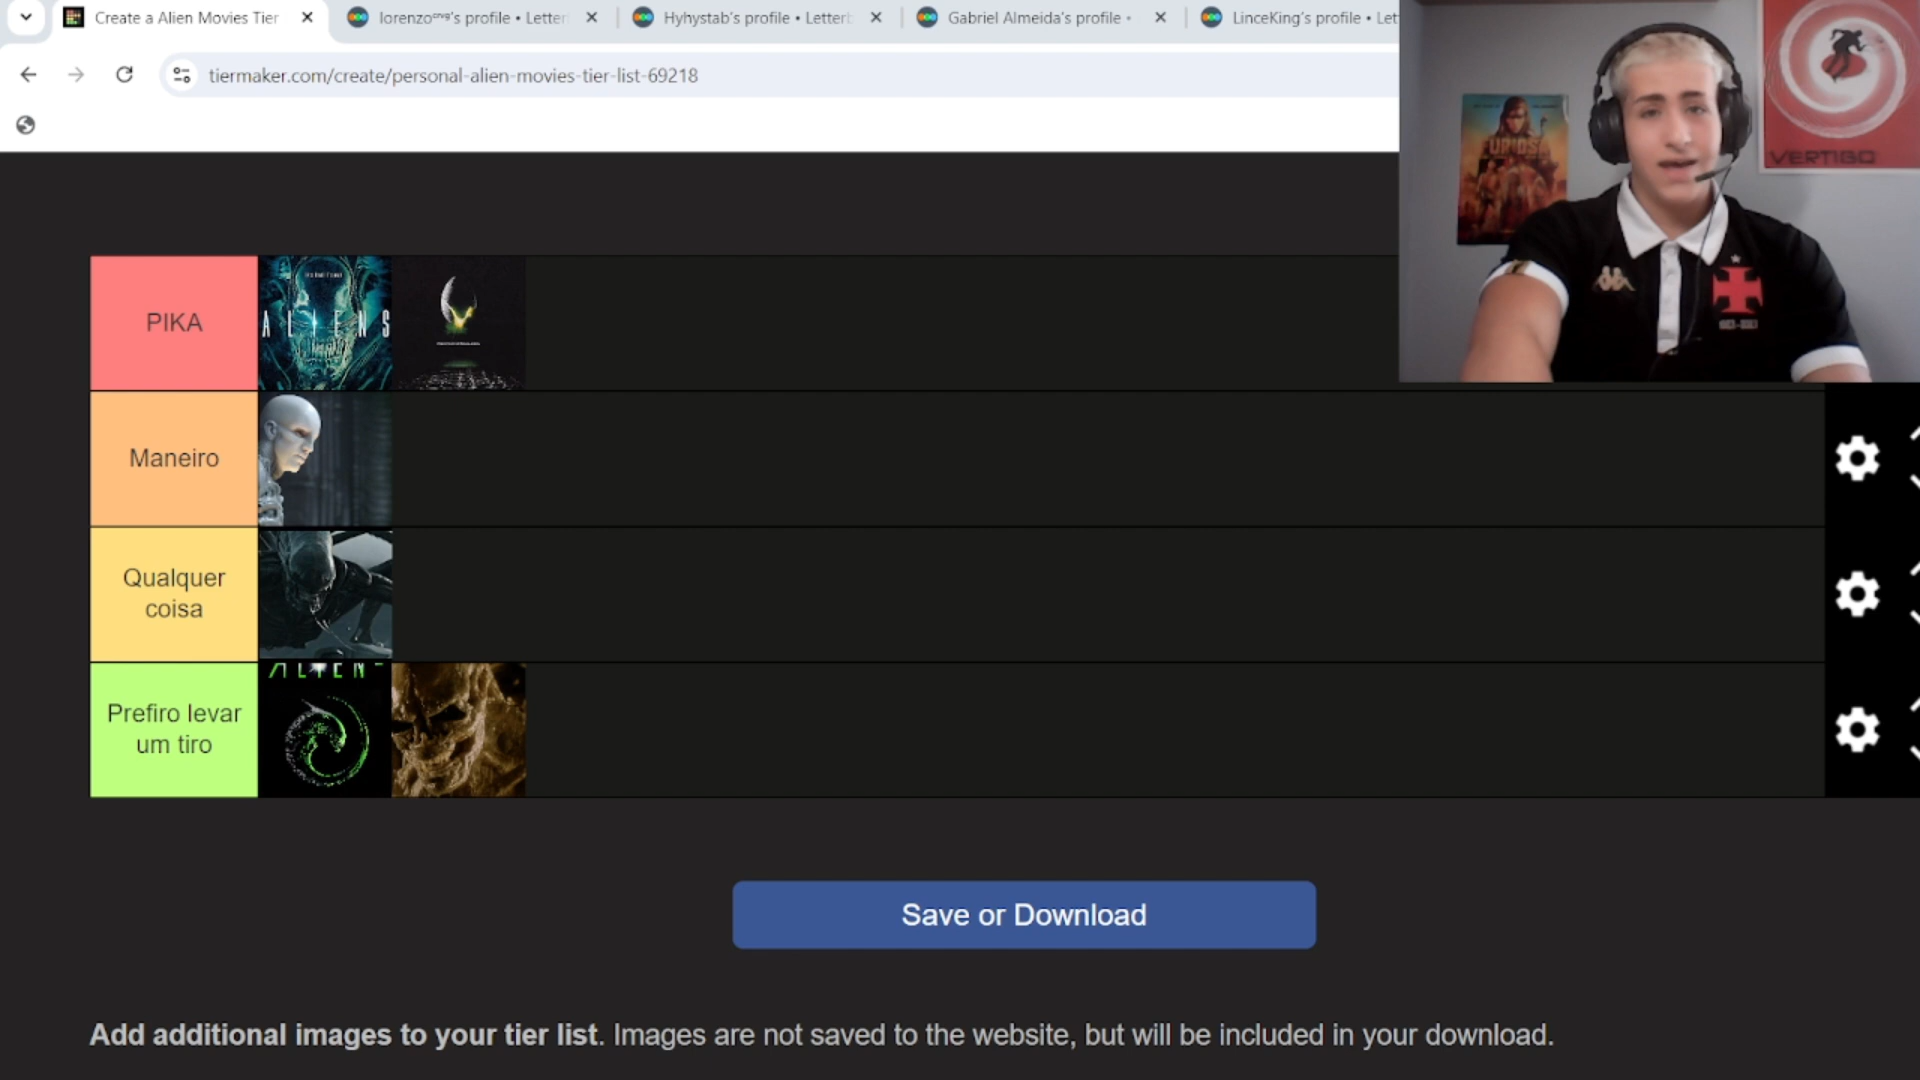 Create a Alien Movies Tier
lorenzoᶜʳᵛᵍ's profile • Letter
Hyhystab's profile • Letterb
Gabriel Almeida's profile •
LinceKing's profile • Let
tiermaker.com/create/personal-alien-movies-tier-list-69218
FURIOSA
VERTIGO
PIKA
ALIENS
Maneiro
Qualquer
coisa
ALIEN
Prefiro levar
um tiro
Save or Download
Add additional images to your tier list. Images are not saved to the website, but will be included in your download.